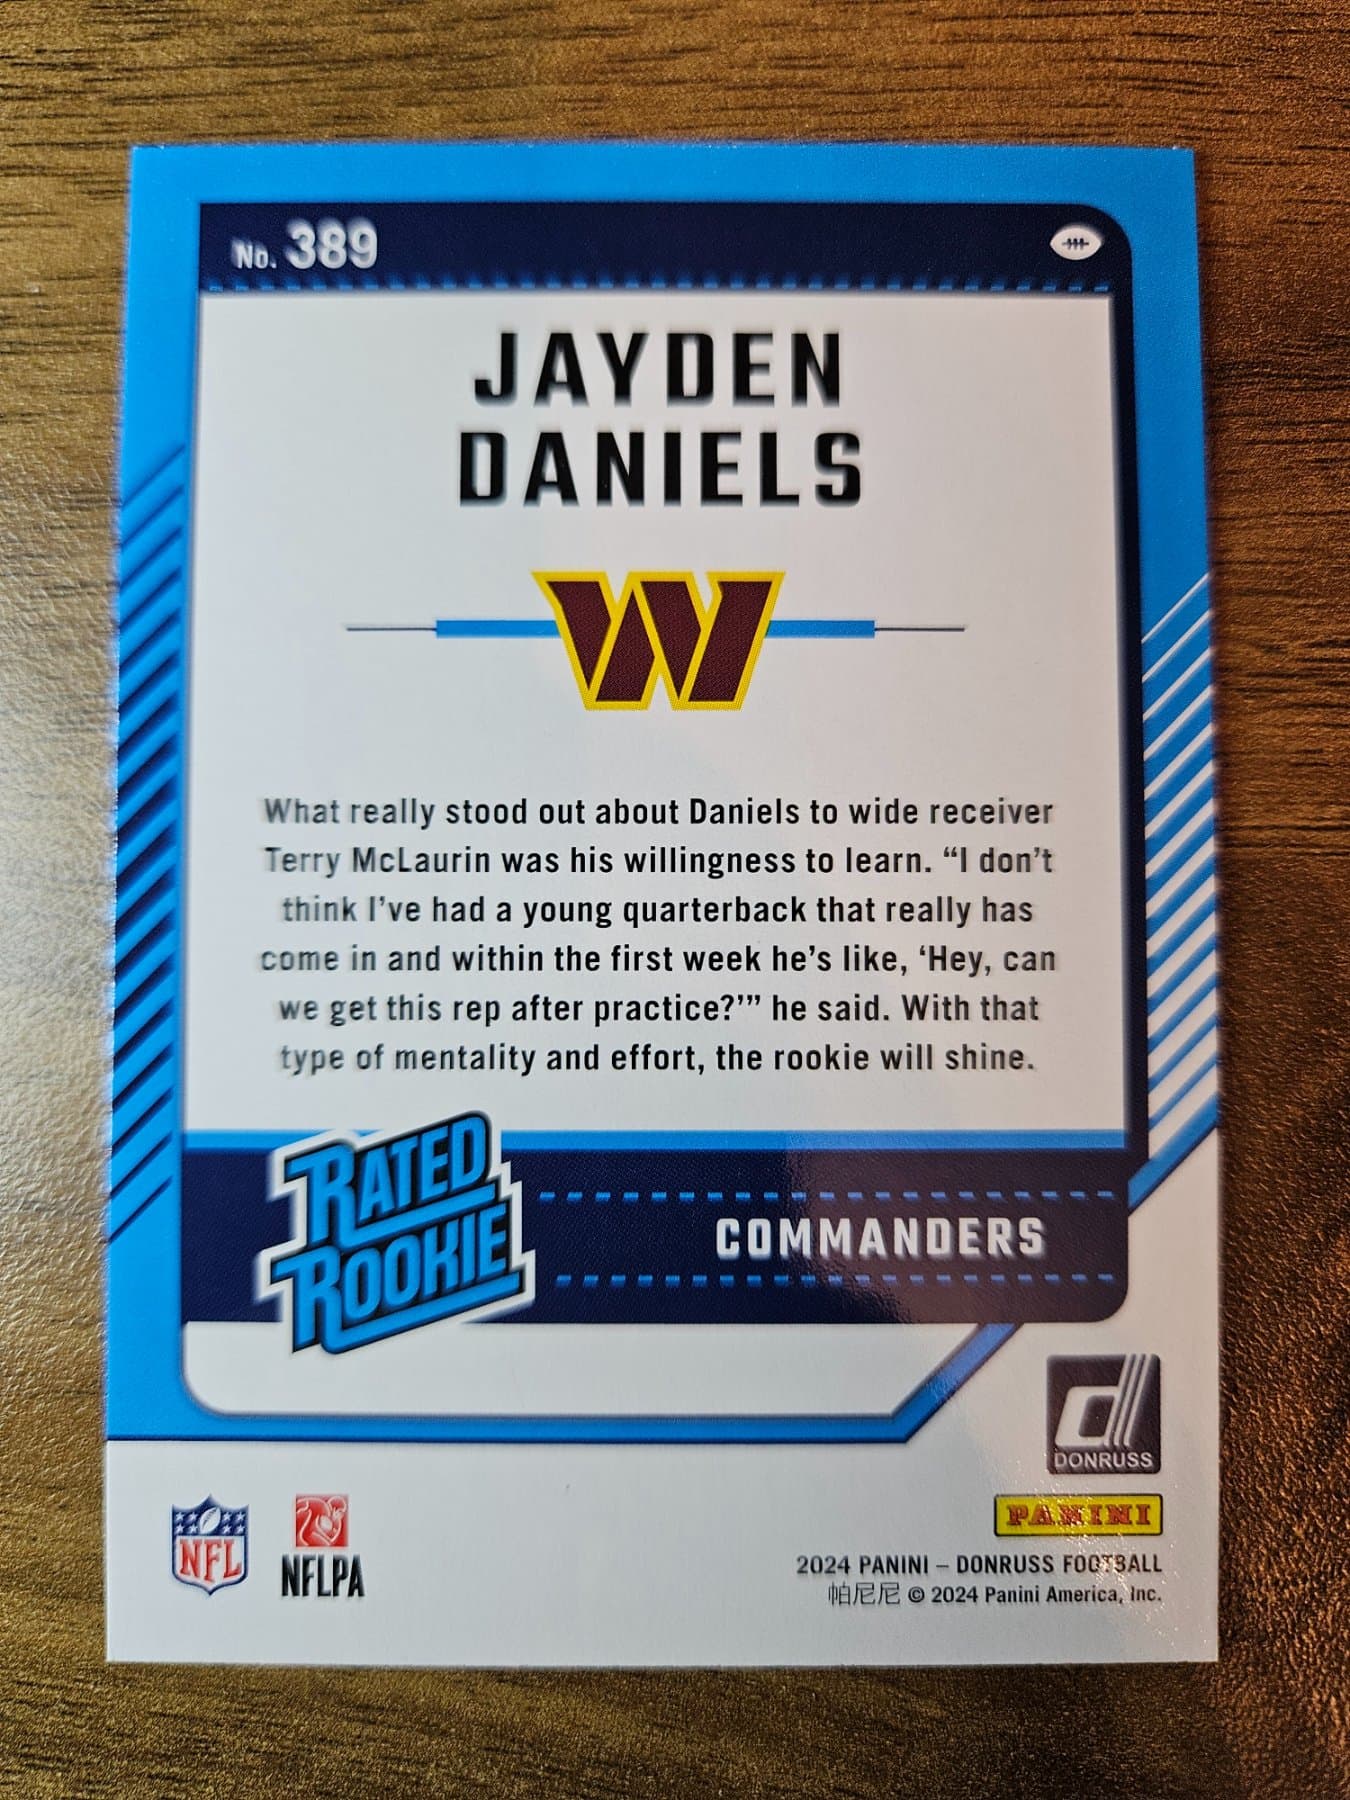 No. 389
JAYDEN
DANIELS
W
What really stood out about Daniels to wide receiver
Terry McLaurin was his willingness to learn. “I don’t
think I’ve had a young quarterback that really has
come in and within the first week he’s like, ‘Hey, can
we get this rep after practice?’” he said. With that
type of mentality and effort, the rookie will shine.
RATED
ROOKIE
COMMANDERS
d
DONRUSS
PANINI
NFL
NFLPA
2024 PANINI – DONRUSS FOOTBALL
帕尼尼 © 2024 Panini America, Inc.